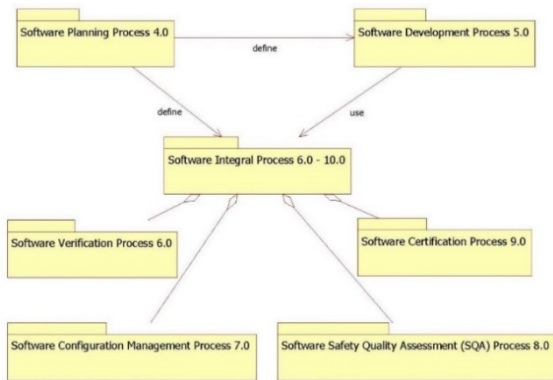 Software Planning Process 4.0
Software Development Process 5.0
define
define
use
Software Integral Process 6.0 - 10.0
Software Verification Process 6.0
Software Certification Process 9.0
Software Configuration Management Process 7.0
Software Safety Quality Assessment (SQA) Process 8.0